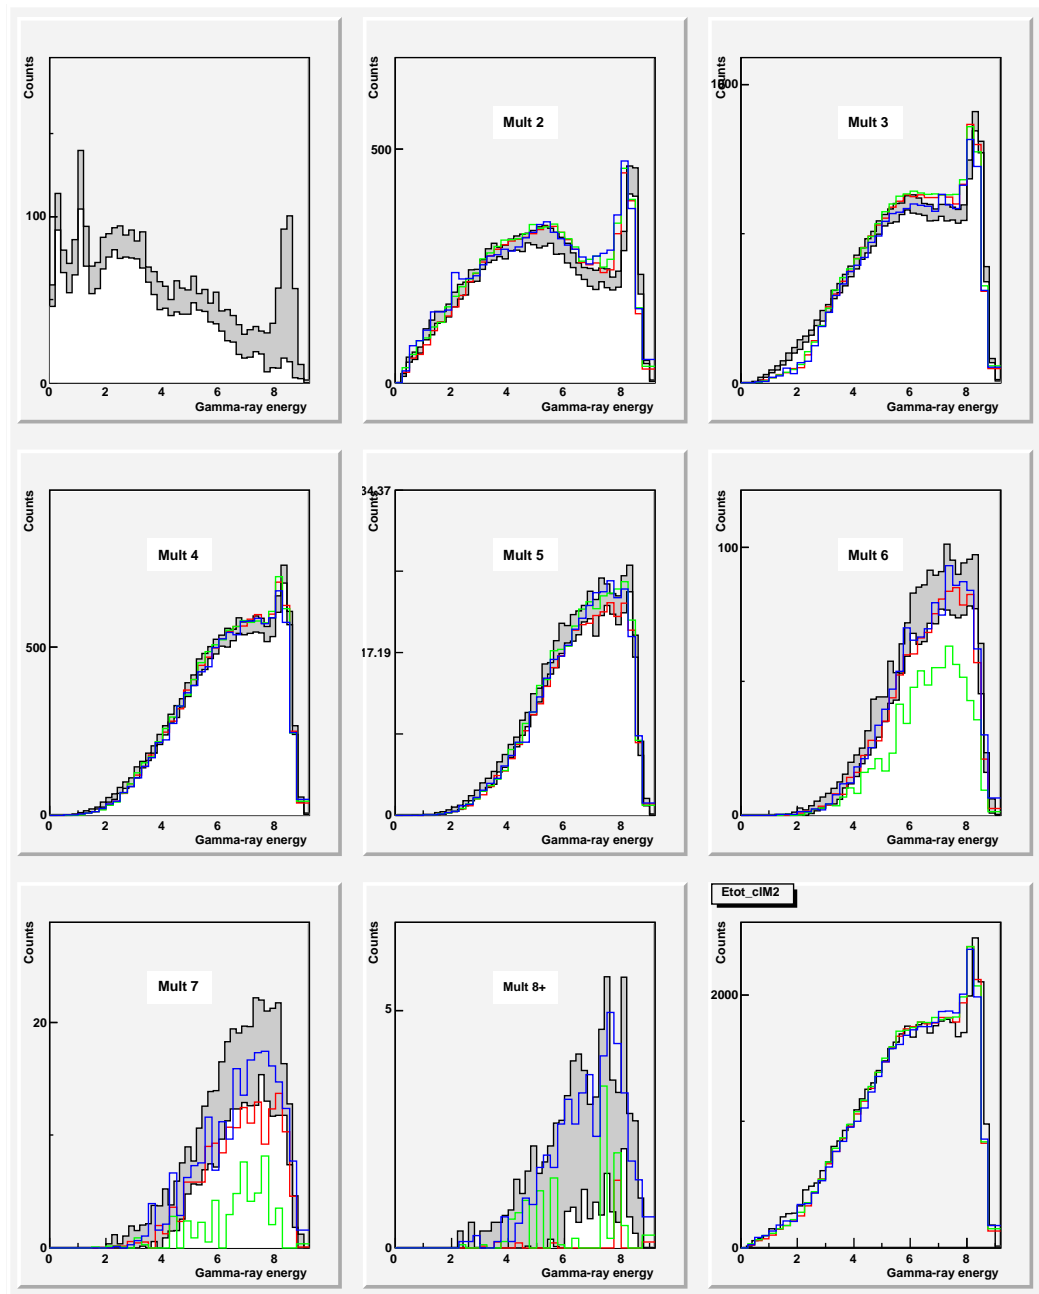 Counts
100
0
0 2 4 6 8
Gamma-ray energy
Counts
Mult 2
500
0
0 2 4 6 8
Gamma-ray energy
Counts
1000
Mult 3
0
0 2 4 6 8
Gamma-ray energy
Counts
Mult 4
500
0
0 2 4 6 8
Gamma-ray energy
34.37
Counts
Mult 5
17.19
0
0 2 4 6 8
Gamma-ray energy
Counts
100
Mult 6
0
0 2 4 6 8
Gamma-ray energy
Counts
Mult 7
20
0
0 2 4 6 8
Gamma-ray energy
Counts
Mult 8+
5
0
0 2 4 6 8
Gamma-ray energy
Etot_clM2
Counts
2000
0
0 2 4 6 8
Gamma-ray energy